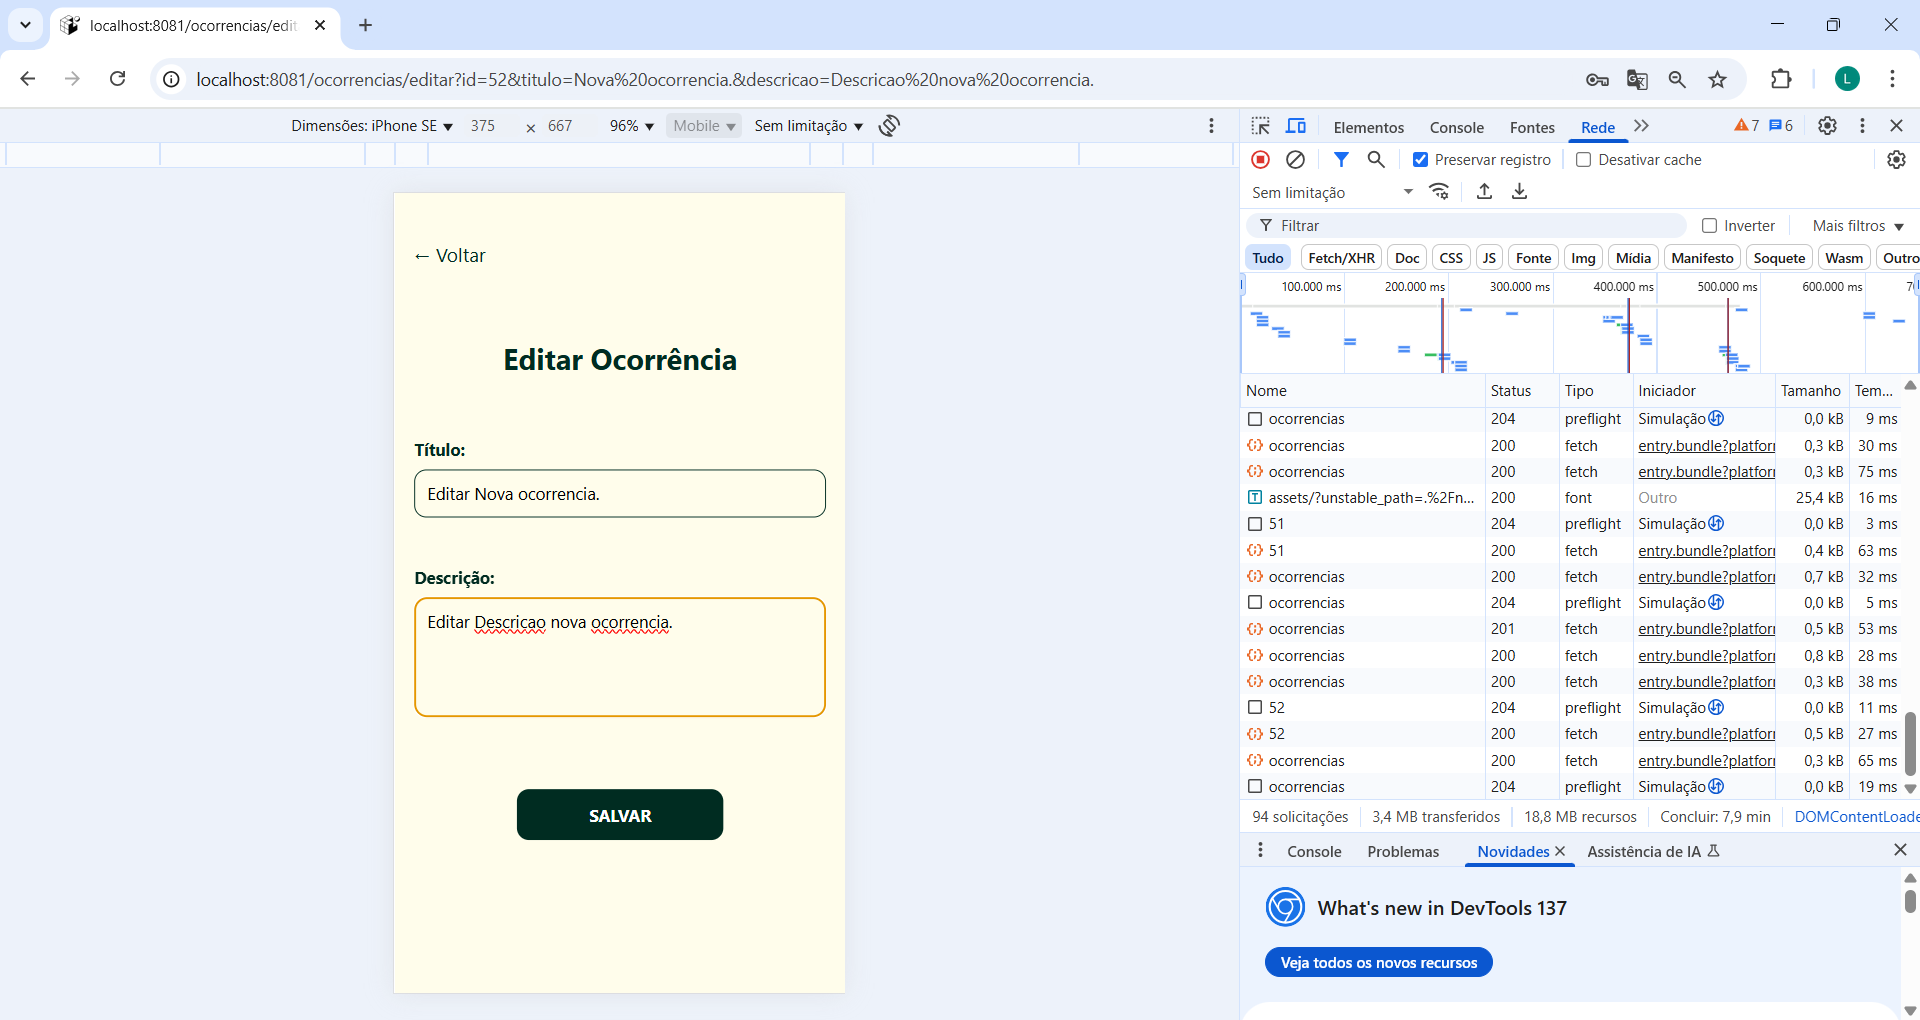 localhost:8081/ocorrencias/edit
localhost:8081/ocorrencias/editar?id=52&titulo=Nova%20ocorrencia.&descricao=Descricao%20nova%20ocorrencia.
L
Dimensões: iPhone SE 375 × 667 96% Mobile Sem limitação
← Voltar
Editar Ocorrência
Título:
Editar Nova ocorrencia.
Descrição:
Editar Descricao nova ocorrencia.
SALVAR
Elementos Console Fontes Rede 7 6
Preservar registro Desativar cache
Sem limitação
Filtrar Inverter Mais filtros
Tudo Fetch/XHR Doc CSS JS Fonte Img Mídia Manifesto Soquete Wasm Outro
100.000 ms 200.000 ms 300.000 ms 400.000 ms 500.000 ms 600.000 ms
Nome Status Tipo Iniciador Tamanho Tem...
ocorrencias 204 preflight Simulação 0,0 kB 9 ms
ocorrencias 200 fetch entry.bundle?platfor 0,3 kB 30 ms
ocorrencias 200 fetch entry.bundle?platfor 0,3 kB 75 ms
assets/?unstable_path=.%2Fn... 200 font Outro 25,4 kB 16 ms
51 204 preflight Simulação 0,0 kB 3 ms
51 200 fetch entry.bundle?platfor 0,4 kB 63 ms
ocorrencias 200 fetch entry.bundle?platfor 0,7 kB 32 ms
ocorrencias 204 preflight Simulação 0,0 kB 5 ms
ocorrencias 201 fetch entry.bundle?platfor 0,5 kB 53 ms
ocorrencias 200 fetch entry.bundle?platfor 0,8 kB 28 ms
ocorrencias 200 fetch entry.bundle?platfor 0,3 kB 38 ms
52 204 preflight Simulação 0,0 kB 11 ms
52 200 fetch entry.bundle?platfor 0,5 kB 27 ms
ocorrencias 200 fetch entry.bundle?platfor 0,3 kB 65 ms
ocorrencias 204 preflight Simulação 0,0 kB 19 ms
94 solicitações 3,4 MB transferidos 18,8 MB recursos Concluir: 7,9 min DOMContentLoade
Console Problemas Novidades Assistência de IA
What's new in DevTools 137
Veja todos os novos recursos